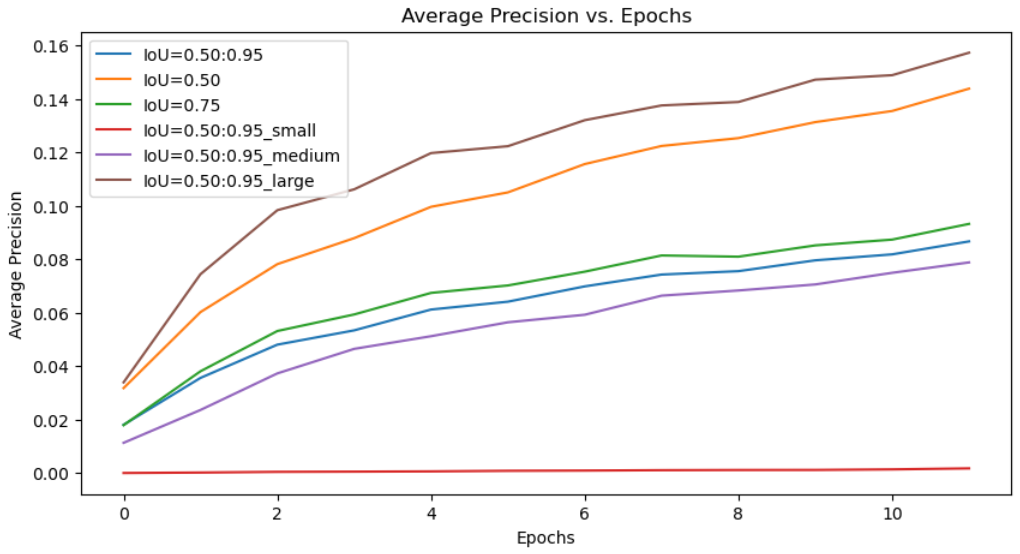 Average Precision vs. Epochs
IoU=0.50:0.95
IoU=0.50
IoU=0.75
IoU=0.50:0.95_small
IoU=0.50:0.95_medium
IoU=0.50:0.95_large
Average Precision
0.16
0.14
0.12
0.10
0.08
0.06
0.04
0.02
0.00
0 2 4 6 8 10
Epochs